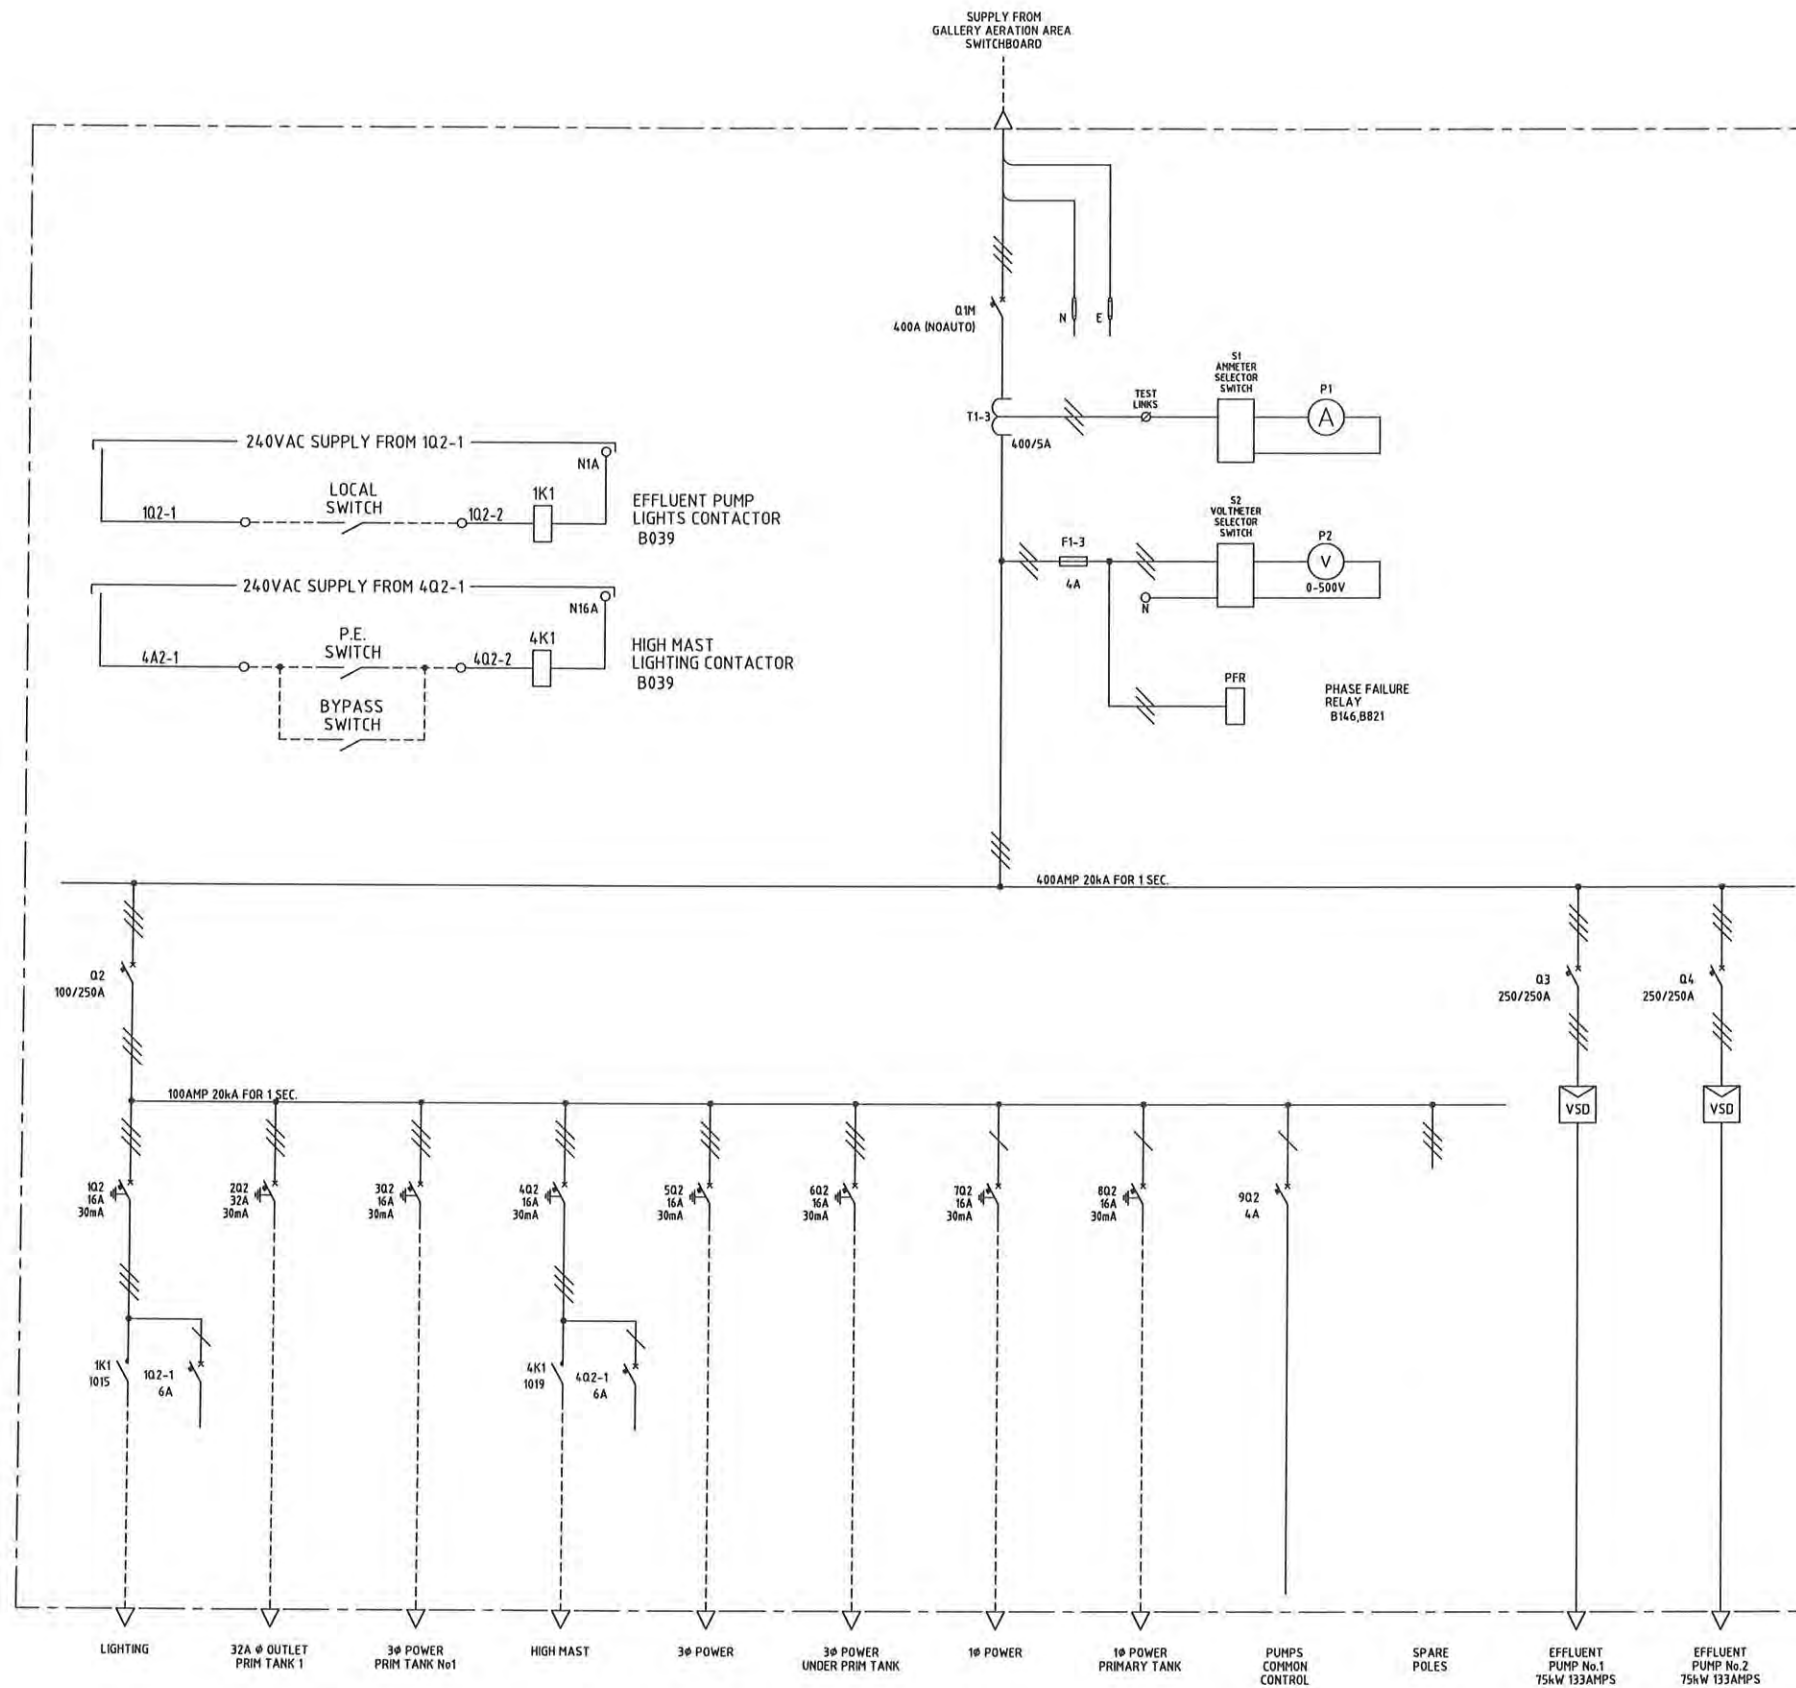 SUPPLY FROM
GALLERY AERATION AREA
SWITCHBOARD
Q1M
400A (NOAUTO)
N
E
T1-3
400/5A
TEST
LINKS
S1
AMMETER
SELECTOR
SWITCH
P1
A
240VAC SUPPLY FROM 1Q2-1
N1A
1Q2-1
LOCAL
SWITCH
1Q2-2
1K1
EFFLUENT PUMP
LIGHTS CONTACTOR
B039
240VAC SUPPLY FROM 4Q2-1
N16A
4A2-1
P.E.
SWITCH
4Q2-2
4K1
HIGH MAST
LIGHTING CONTACTOR
B039
BYPASS
SWITCH
F1-3
4A
S2
VOLTMETER
SELECTOR
SWITCH
P2
V
0-500V
N
PFR
PHASE FAILURE
RELAY
B146,B821
400AMP 20kA FOR 1 SEC.
Q2
100/250A
Q3
250/250A
Q4
250/250A
VSD
VSD
100AMP 20kA FOR 1 SEC.
1Q2
16A
30mA
2Q2
32A
30mA
3Q2
16A
30mA
4Q2
16A
30mA
5Q2
16A
30mA
6Q2
16A
30mA
7Q2
16A
30mA
8Q2
16A
30mA
9Q2
4A
1K1
1015
1Q2-1
6A
4K1
1019
4Q2-1
6A
LIGHTING
32A Ø OUTLET
PRIM TANK 1
3Ø POWER
PRIM TANK No1
HIGH MAST
3Ø POWER
3Ø POWER
UNDER PRIM TANK
1Ø POWER
1Ø POWER
PRIMARY TANK
PUMPS
COMMON
CONTROL
SPARE
POLES
EFFLUENT
PUMP No.1
75kW 133AMPS
EFFLUENT
PUMP No.2
75kW 133AMPS